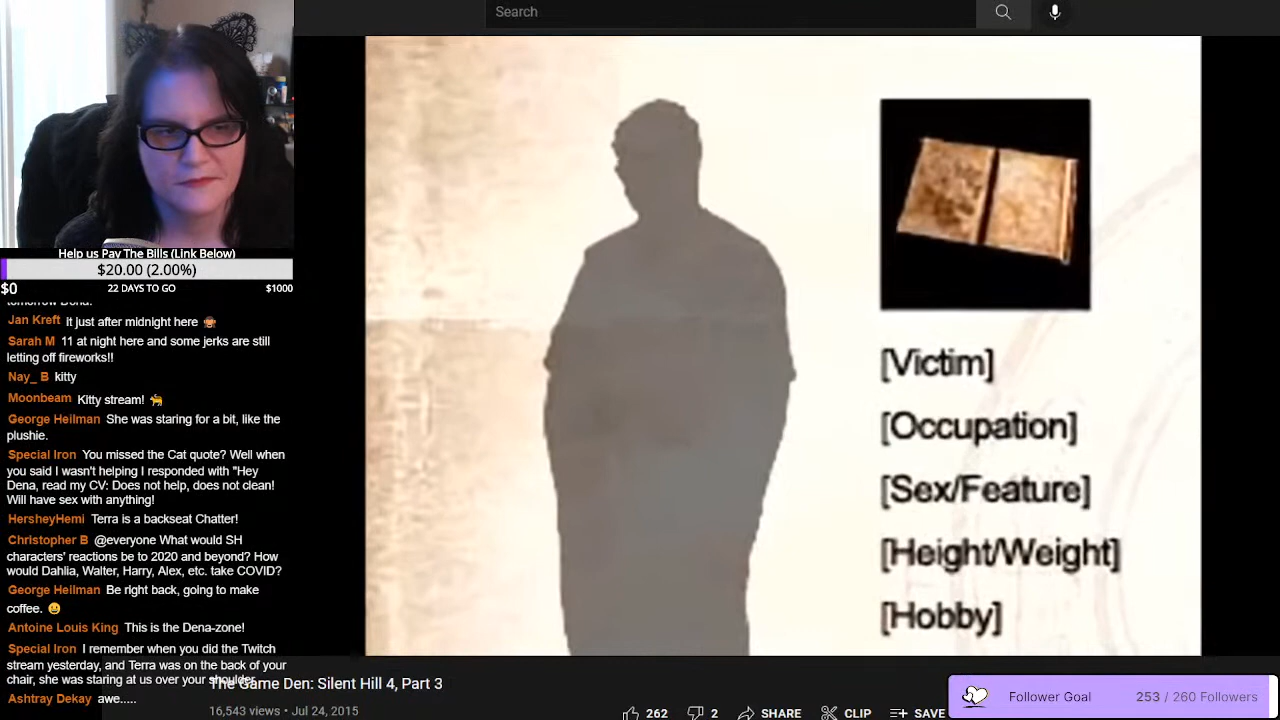 Search
[Victim]
[Occupation]
[Sex/Feature]
[Height/Weight]
[Hobby]
Help us Pay The Bills (Link Below)
$20.00 (2.00%)
$0 22 DAYS TO GO $1000
tomorrow Dena.
Jan Kreft It just after midnight here 🙉
Sarah M 11 at night here and some jerks are still
letting off fireworks!!
Nay_ B kitty
Moonbeam Kitty stream! 🐈
George Heilman She was staring for a bit, like the
plushie.
Special Iron You missed the Cat quote? Well when
you said I wasn't helping I responded with "Hey
Dena, read my CV: Does not help, does not clean!
Will have sex with anything!
HersheyHemi Terra is a backseat Chatter!
Christopher B @everyone What would SH
characters' reactions be to 2020 and beyond? How
would Dahlia, Walter, Harry, Alex, etc. take COVID?
George Heilman Be right back, going to make
coffee. 😀
Antoine Louis King This is the Dena-zone!
Special Iron I remember when you did the Twitch
stream yesterday, and Terra was on the back of your
chair, she was staring at us over your shoulder.
Ashtray Dekay awe.....
The Game Den: Silent Hill 4, Part 3
16,543 views • Jul 24, 2015
262 2 SHARE CLIP SAVE
Follower Goal 253 / 260 Followers